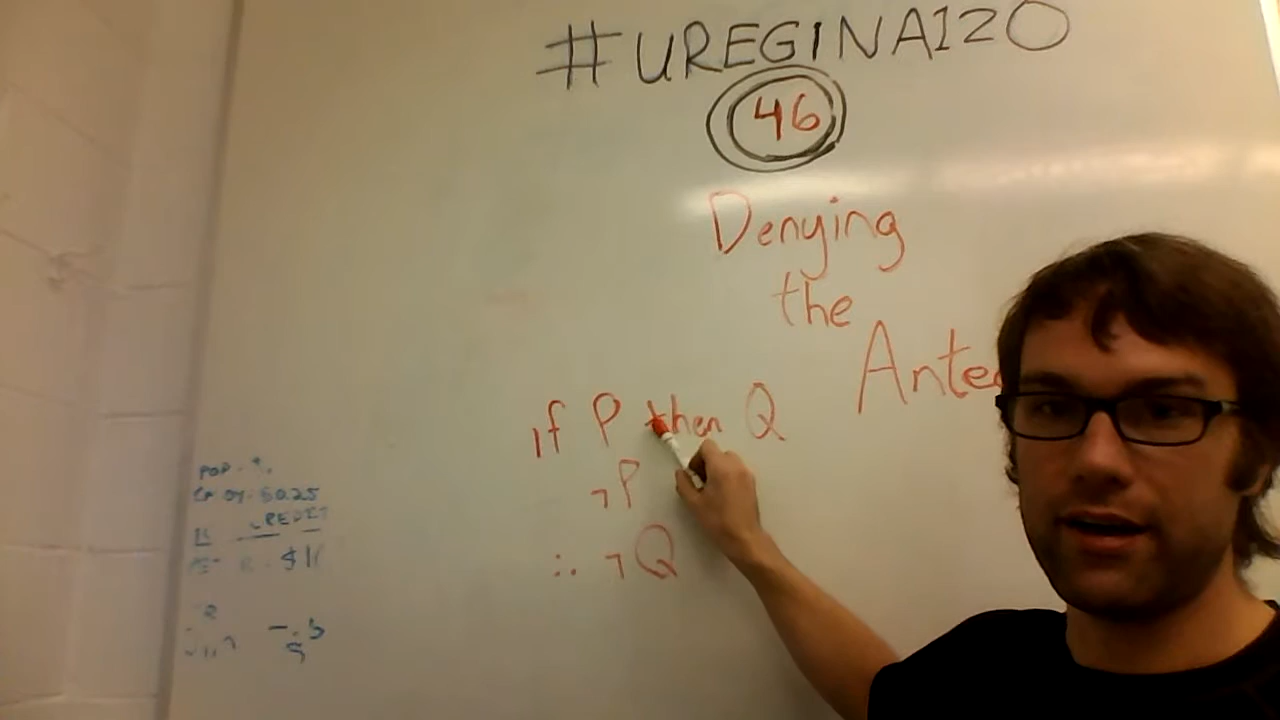 #UREGINA120
46
Denying
the
Ante
if P then Q
¬P
∴ ¬Q